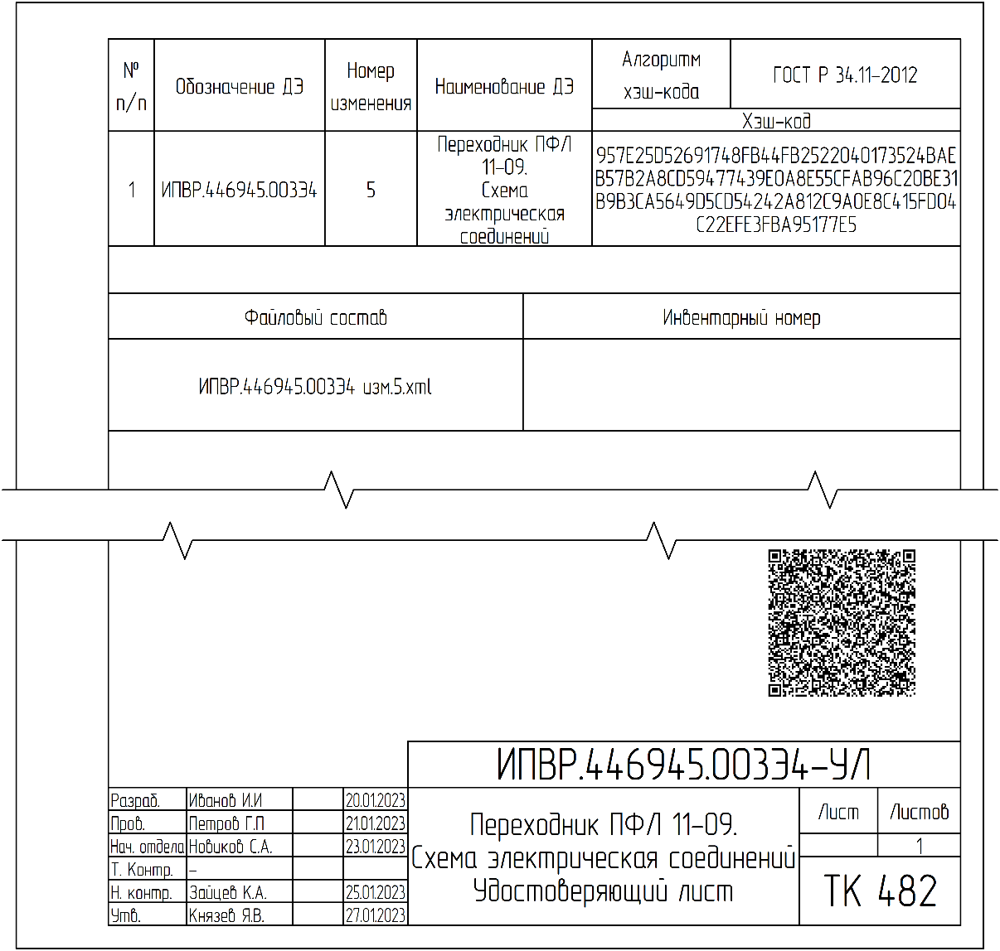 №
п/п
Обозначение ДЭ
Номер
изменения
Наименование ДЭ
Алгоритм
хэш-кода
ГОСТ Р 34.11-2012
Хэш-код
1
ИПВР.446945.003Э4
5
Переходник ПФЛ
11-09.
Схема
электрическая
соединений
957E25D52691748FB44FB2522040173524BAE
B57B2A8CD59477439E0A8E55CFAB96C20BE31
B9B3CA5649D5CD54242A812C9A0E8C415FD04
C22EFE3FBA95177E5
Файловый состав
Инвентарный номер
ИПВР.446945.003Э4 изм.5.xml
ИПВР.446945.003Э4-УЛ
Разраб. Иванов И.И 20.01.2023
Пров. Петров Г.П 21.01.2023
Нач. отдела Новиков С.А. 23.01.2023
Т. Контр. –
Н. контр. Зайцев К.А. 25.01.2023
Утв. Князев Я.В. 27.01.2023
Переходник ПФЛ 11-09.
Схема электрическая соединений
Удостоверяющий лист
Лист
Листов
1
ТК 482